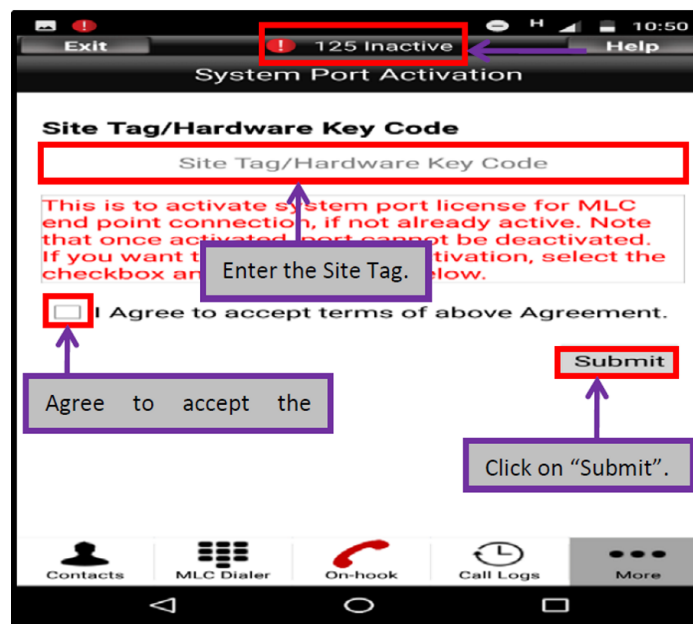 10:50
Exit
125 Inactive
Help
System Port Activation
Site Tag/Hardware Key Code
Site Tag/Hardware Key Code
This is to activate system port license for MLC
end point connection, if not already active. Note
that once activated, port cannot be deactivated.
If you want t tivation, select the
checkbox an low.
Enter the Site Tag.
I Agree to accept terms of above Agreement.
Submit
Agree to accept the
Click on “Submit”.
Contacts
MLC Dialer
On-hook
Call Logs
More